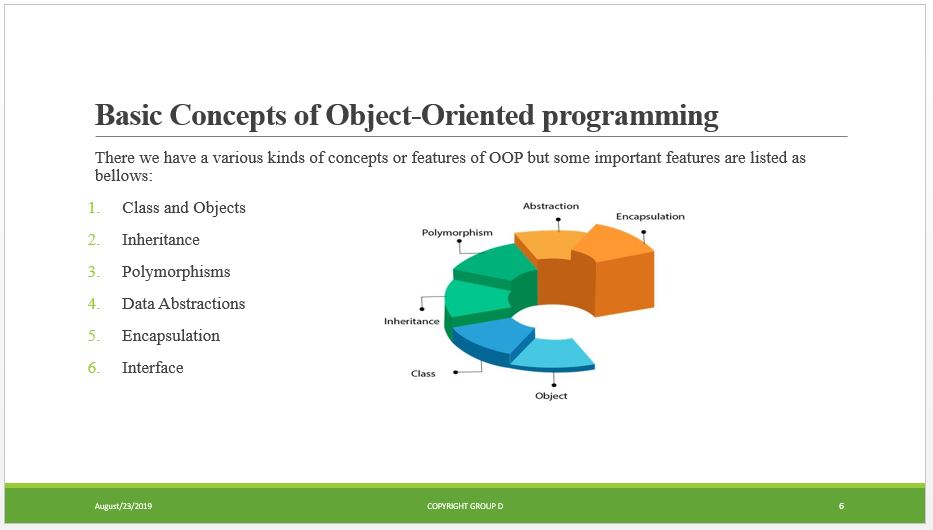 Basic Concepts of Object-Oriented programming
There we have a various kinds of concepts or features of OOP but some important features are listed as
bellows:
1. Class and Objects
2. Inheritance
3. Polymorphisms
4. Data Abstractions
5. Encapsulation
6. Interface
Abstraction
Encapsulation
Polymorphism
Inheritance
Class
Object
August/23/2019
COPYRIGHT GROUP D
6